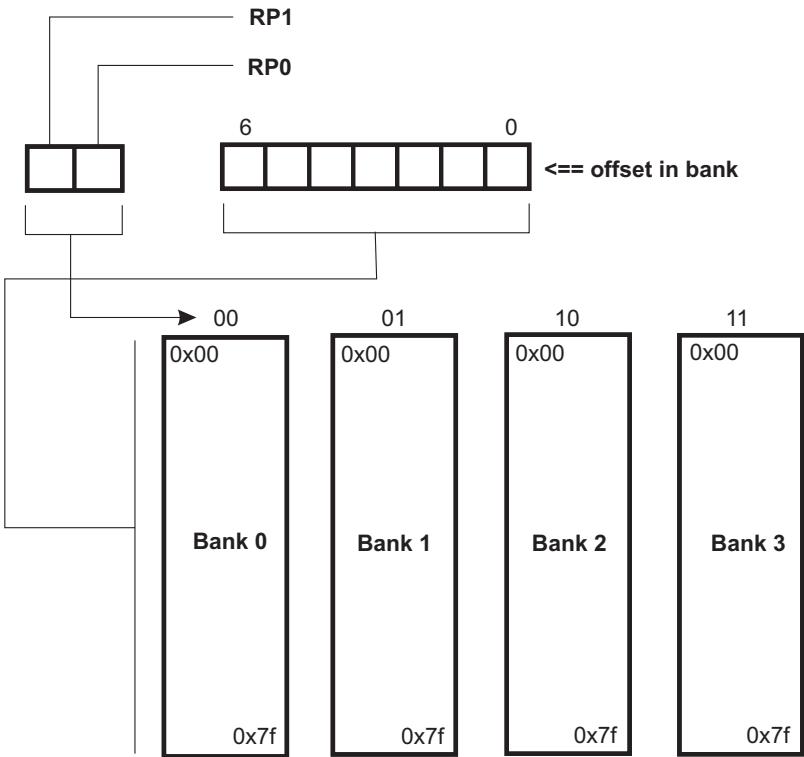 RP1
RP0
6 0
<== offset in bank
00 01 10 11
0x00 0x00 0x00 0x00
Bank 0 Bank 1 Bank 2 Bank 3
0x7f 0x7f 0x7f 0x7f